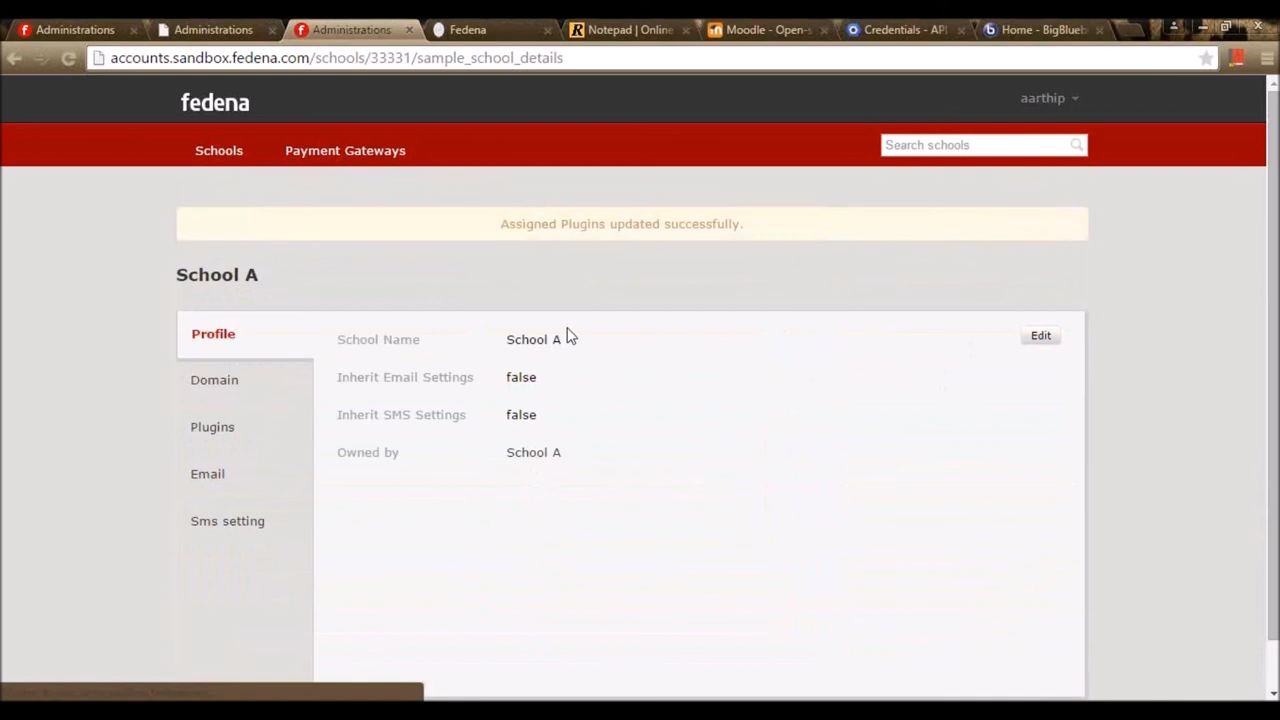 Administrations
Administrations
Administrations
Fedena
Notepad | Online
Moodle - Open-s
Credentials - API
Home - BigBlueb
accounts.sandbox.fedena.com/schools/33331/sample_school_details
fedena
aarthip
Schools
Payment Gateways
Search schools
Assigned Plugins updated successfully.
School A
Profile
School Name
School A
Edit
Domain
Inherit Email Settings
false
Plugins
Inherit SMS Settings
false
Owned by
School A
Email
Sms setting